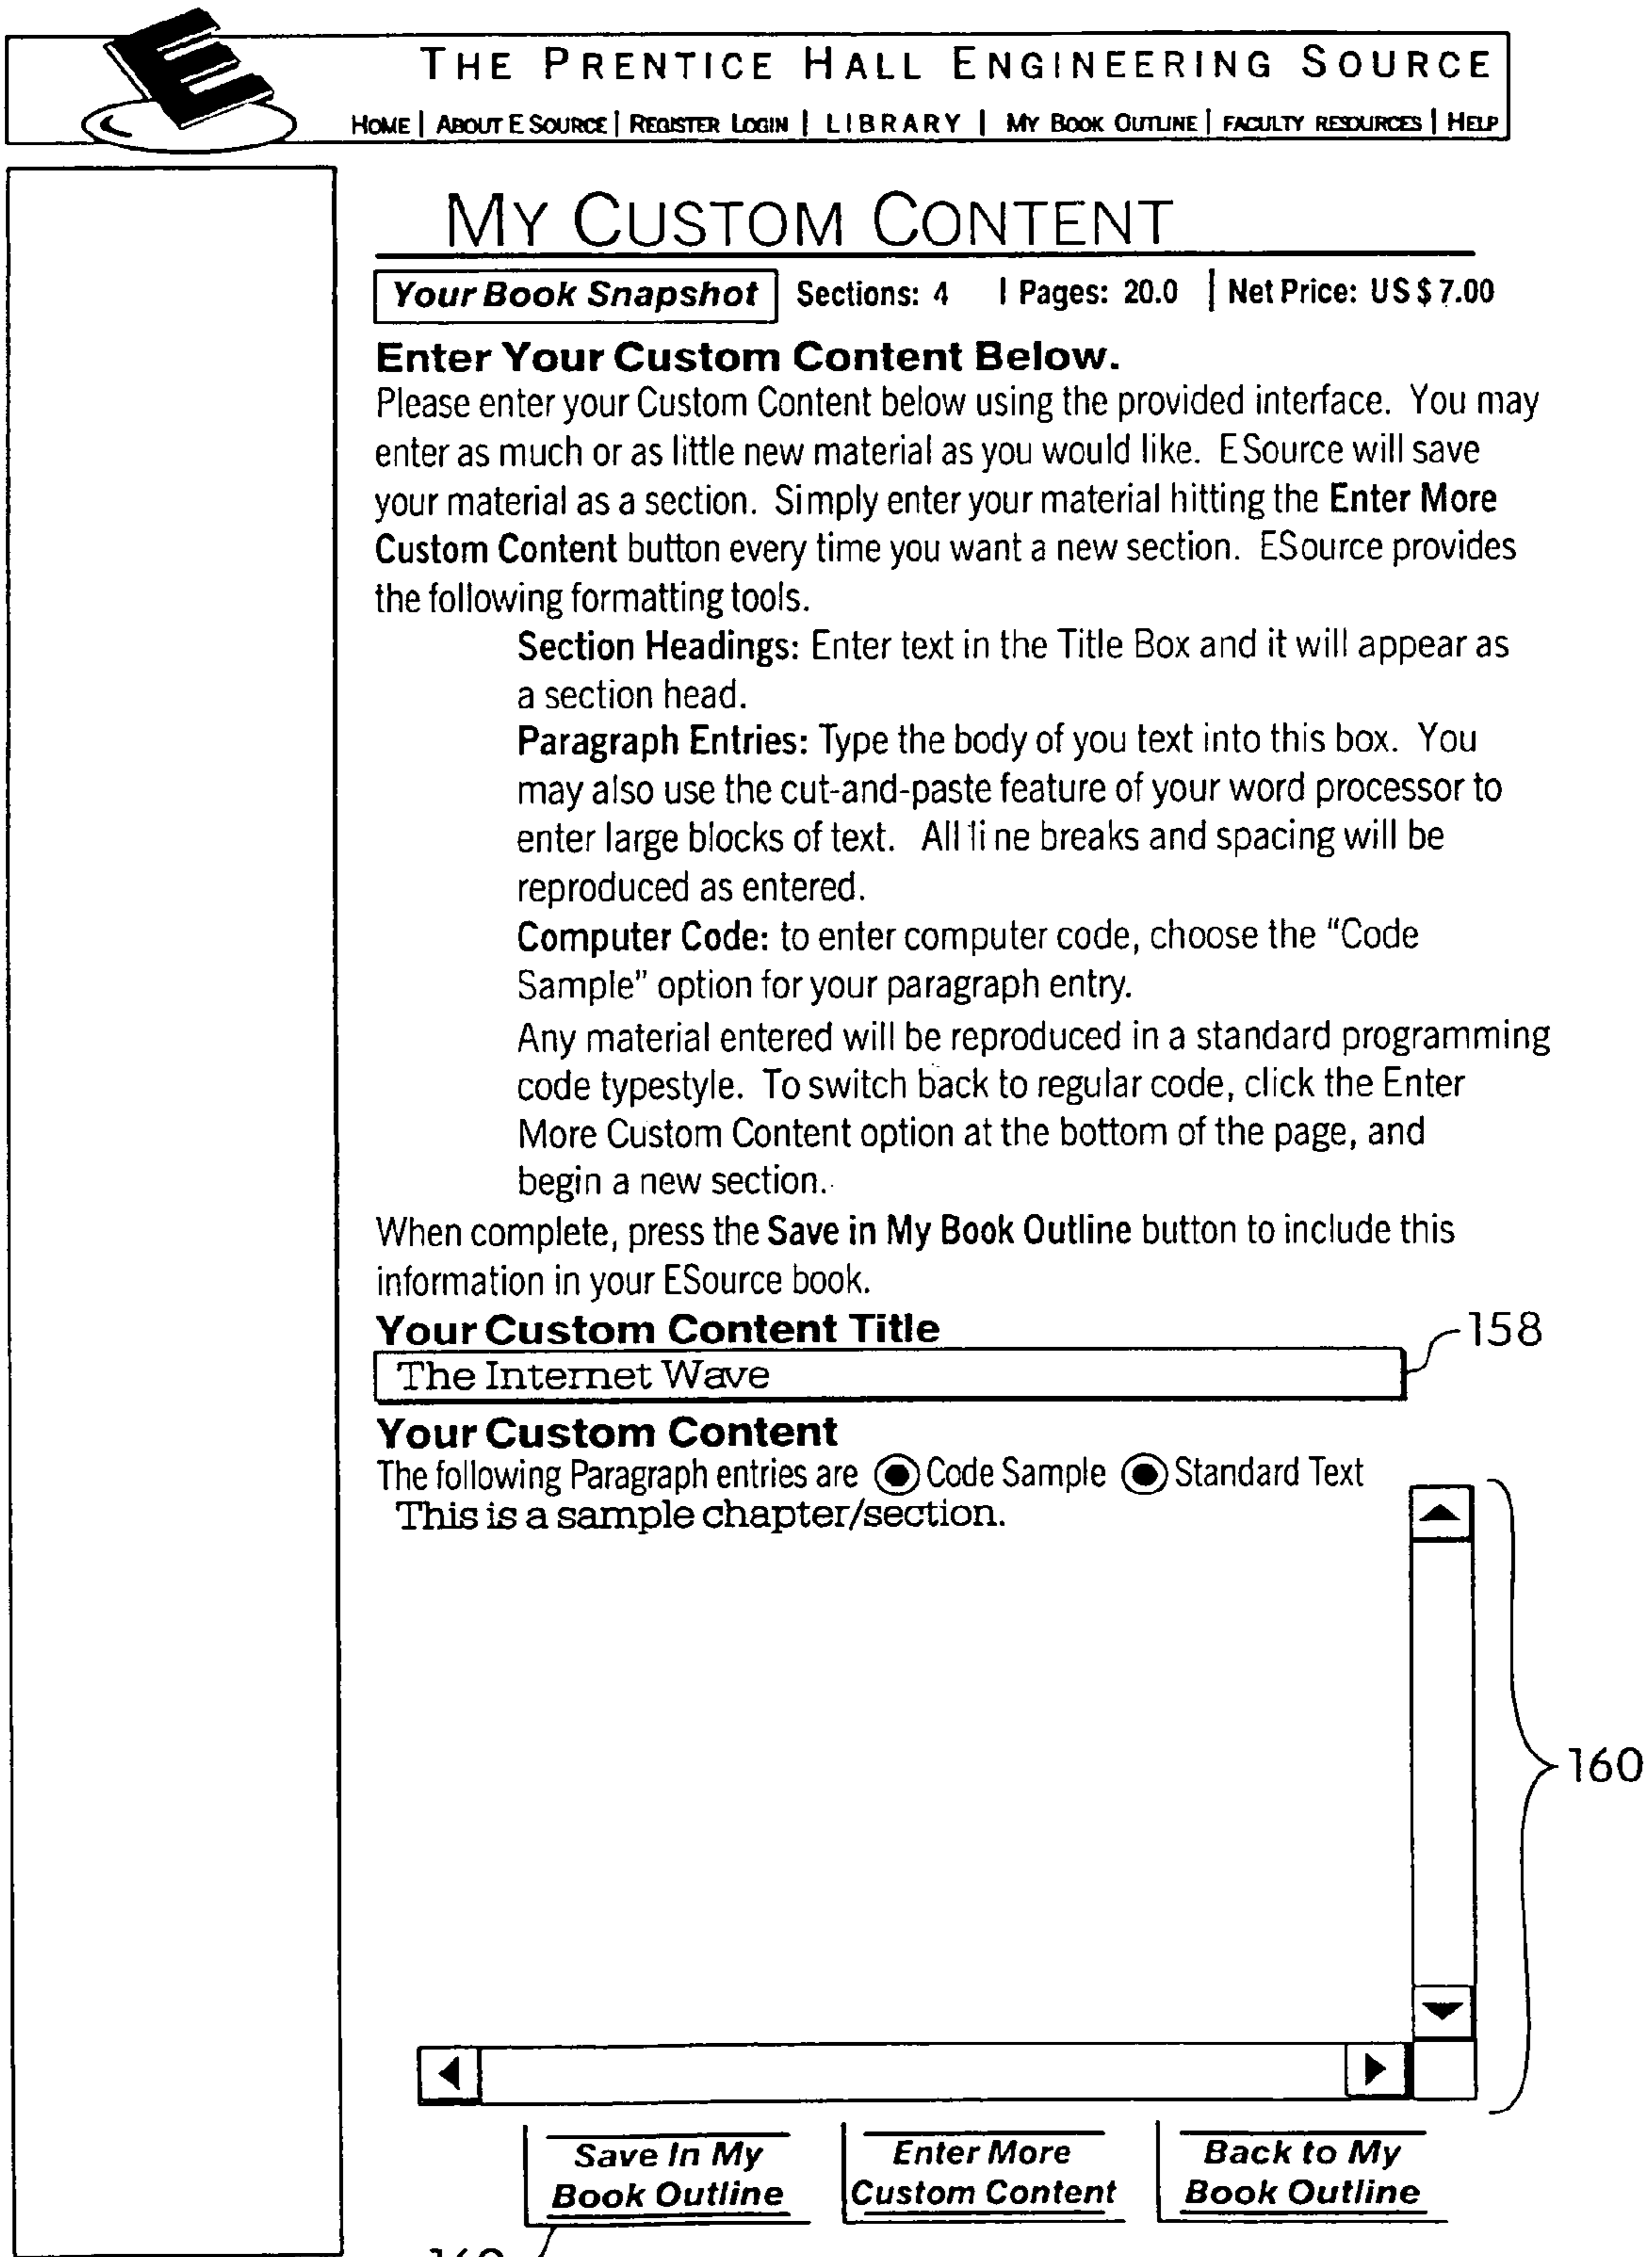 THE PRENTICE HALL ENGINEERING SOURCE
HOME | ABOUT E SOURCE | REGISTER LOGIN | LIBRARY | MY BOOK OUTLINE | FACULTY RESOURCES | HELP
MY CUSTOM CONTENT
Your Book Snapshot Sections: 4 | Pages: 20.0 | Net Price: US $ 7.00
Enter Your Custom Content Below.
Please enter your Custom Content below using the provided interface. You may
enter as much or as little new material as you would like. ESource will save
your material as a section. Simply enter your material hitting the Enter More
Custom Content button every time you want a new section. ESource provides
the following formatting tools.
Section Headings: Enter text in the Title Box and it will appear as
a section head.
Paragraph Entries: Type the body of you text into this box. You
may also use the cut-and-paste feature of your word processor to
enter large blocks of text. All line breaks and spacing will be
reproduced as entered.
Computer Code: to enter computer code, choose the "Code
Sample" option for your paragraph entry.
Any material entered will be reproduced in a standard programming
code typestyle. To switch back to regular code, click the Enter
More Custom Content option at the bottom of the page, and
begin a new section.
When complete, press the Save in My Book Outline button to include this
information in your ESource book.
Your Custom Content Title
158
The Internet Wave
Your Custom Content
The following Paragraph entries are Code Sample Standard Text
This is a sample chapter/section.
160
Save In My Enter More Back to My
Book Outline Custom Content Book Outline